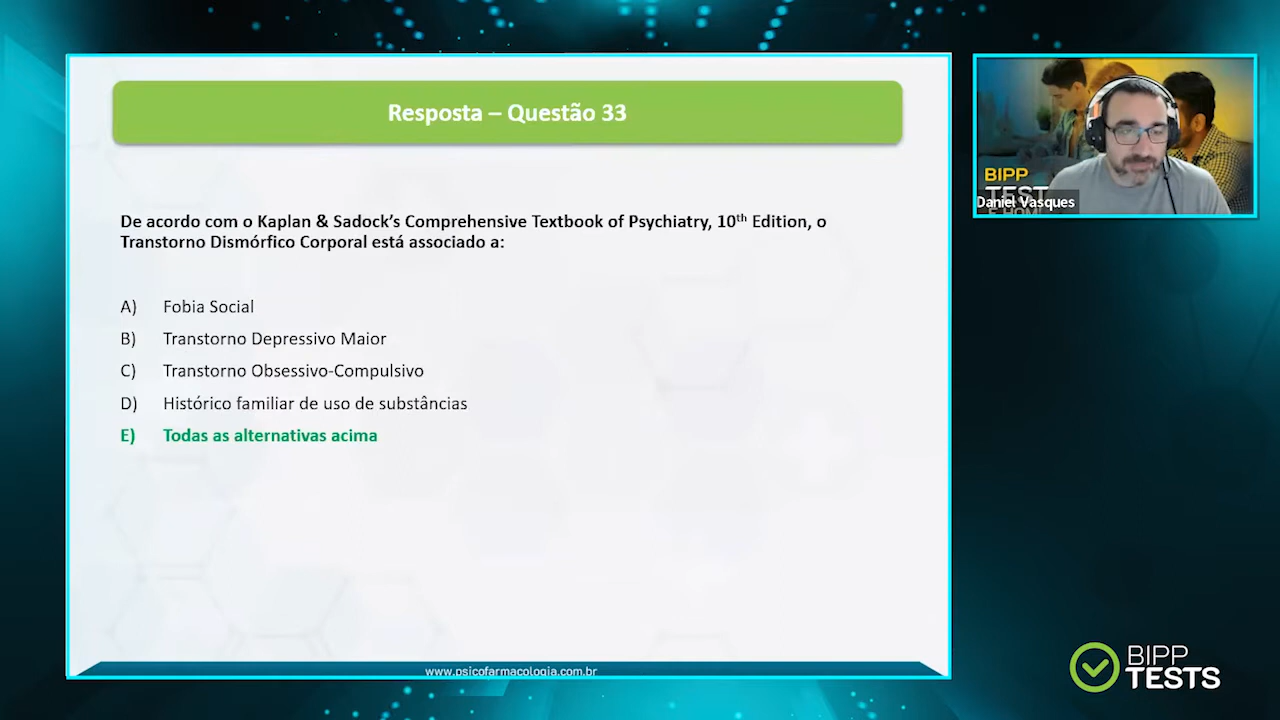 Resposta – Questão 33
De acordo com o Kaplan & Sadock’s Comprehensive Textbook of Psychiatry, 10th Edition, o
Transtorno Dismórfico Corporal está associado a:
A) Fobia Social
B) Transtorno Depressivo Maior
C) Transtorno Obsessivo-Compulsivo
D) Histórico familiar de uso de substâncias
E) Todas as alternativas acima
www.psicofarmacologia.com.br
BIPP
TEST
Daniel Vasques
BIPP
TESTS